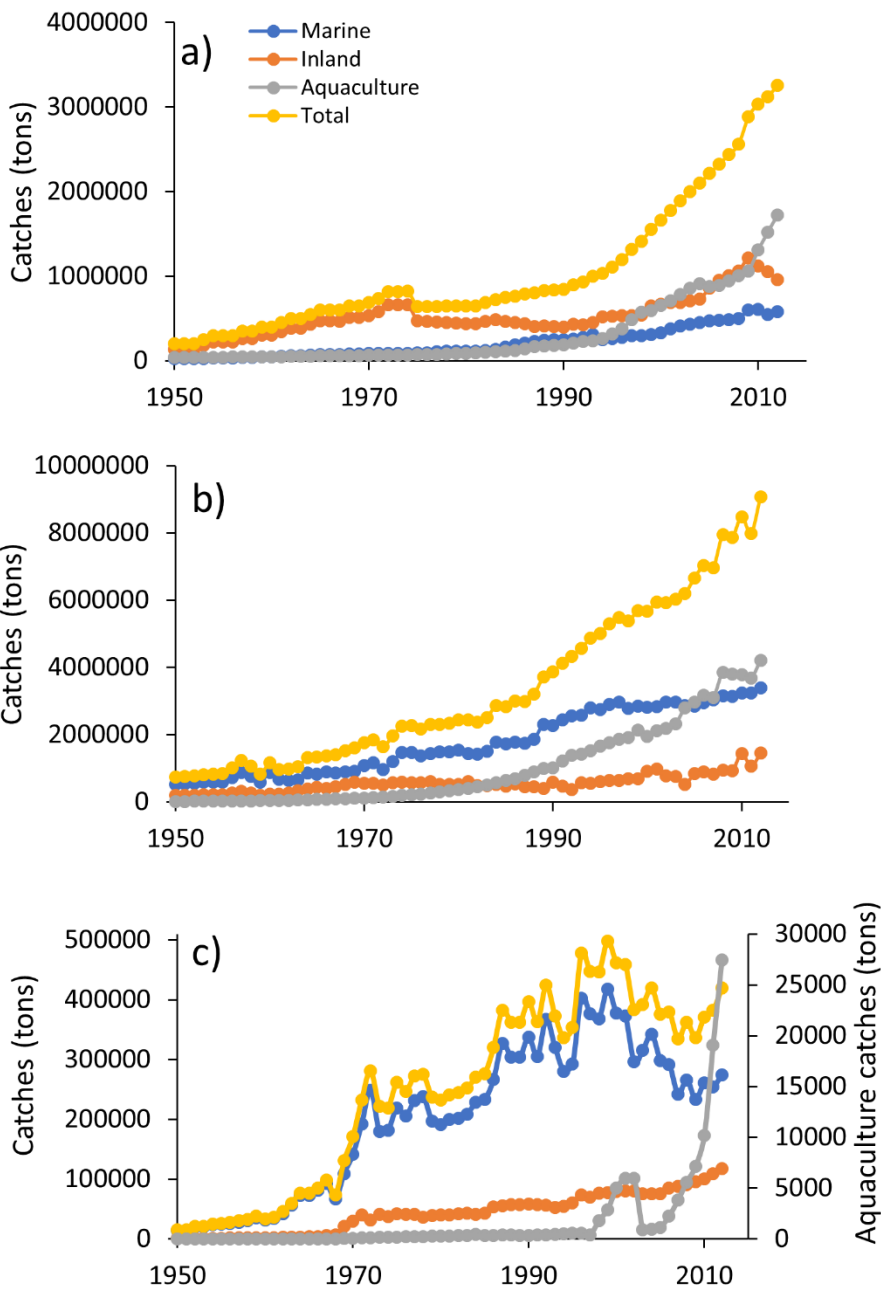 a)
Marine
Inland
Aquaculture
Total
Catches (tons)
4000000
3000000
2000000
1000000
0
1950 1970 1990 2010
b)
Catches (tons)
10000000
8000000
6000000
4000000
2000000
0
1950 1970 1990 2010
c)
Catches (tons)
500000
400000
300000
200000
100000
0
Aquaculture catches (tons)
30000
25000
20000
15000
10000
5000
0
1950 1970 1990 2010